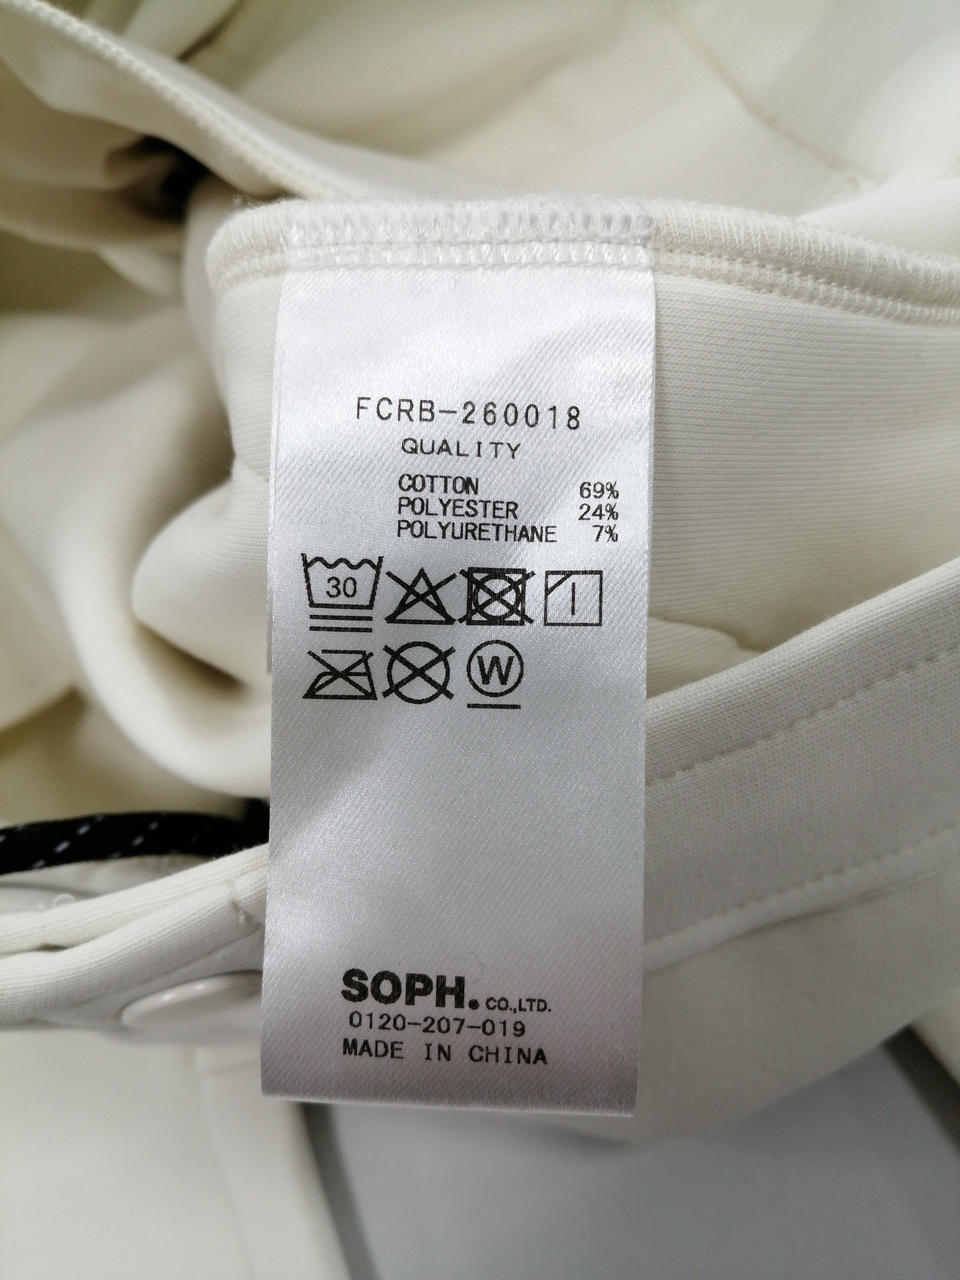 FCRB-260018
QUALITY
COTTON 69%
POLYESTER 24%
POLYURETHANE 7%
30
W
SOPH. CO.,LTD.
0120-207-019
MADE IN CHINA